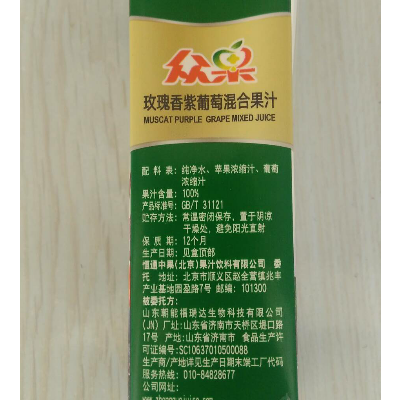 众果
玫瑰香紫葡萄混合果汁
MUSCAT PURPLE GRAPE MIXED JUICE
配 料 表: 纯净水、苹果浓缩汁、葡萄
浓缩汁
果汁含量: 100%
产品标准号: GB/T 31121
贮存方法: 常温密闭保存，置于阴凉
干燥处，避免阳光直射
保 质 期: 12个月
生产日期: 见盒顶部
恒通中果(北京)果汁饮料有限公司 委
托 地址: 北京市顺义区赵全营镇兆丰
产业基地园盈路7号 邮编: 101300
被委托方:
山东朝能福瑞达生物科技有限公司
(JN) 厂址: 山东省济南市天桥区堤口路
17号 产地: 山东省济南市 食品生产许
可证编号: SC10637010500088
生产商/产地详见生产日期末端工厂代码
服务热线: 010-84828677
公司网址: